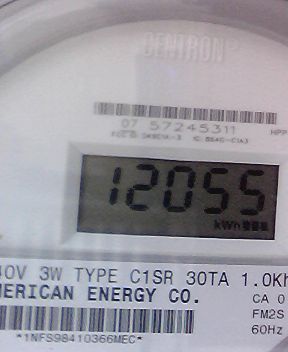 CENTRON®
07 57245311
12055
kWh
40V 3W TYPE C1SR 30TA 1.0Kh
MERICAN ENERGY CO.
CA 0
FM2S
60Hz
*1NFS98410366MEC*